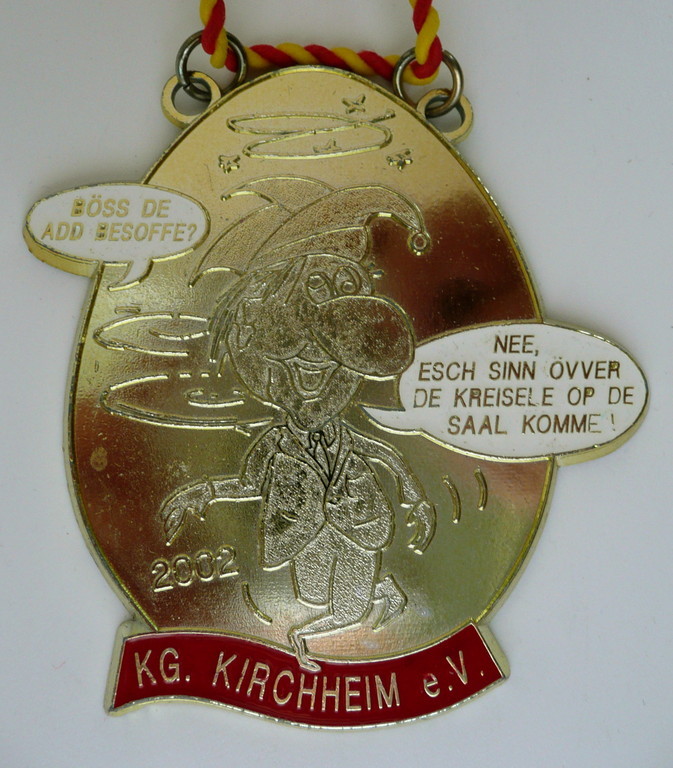 BÖSS DE
ADD BESOFFE?
NEE,
ESCH SINN ÖVVER
DE KREISELE OP DE
SAAL KOMME!
2002
KG. KIRCHHEIM e.V.